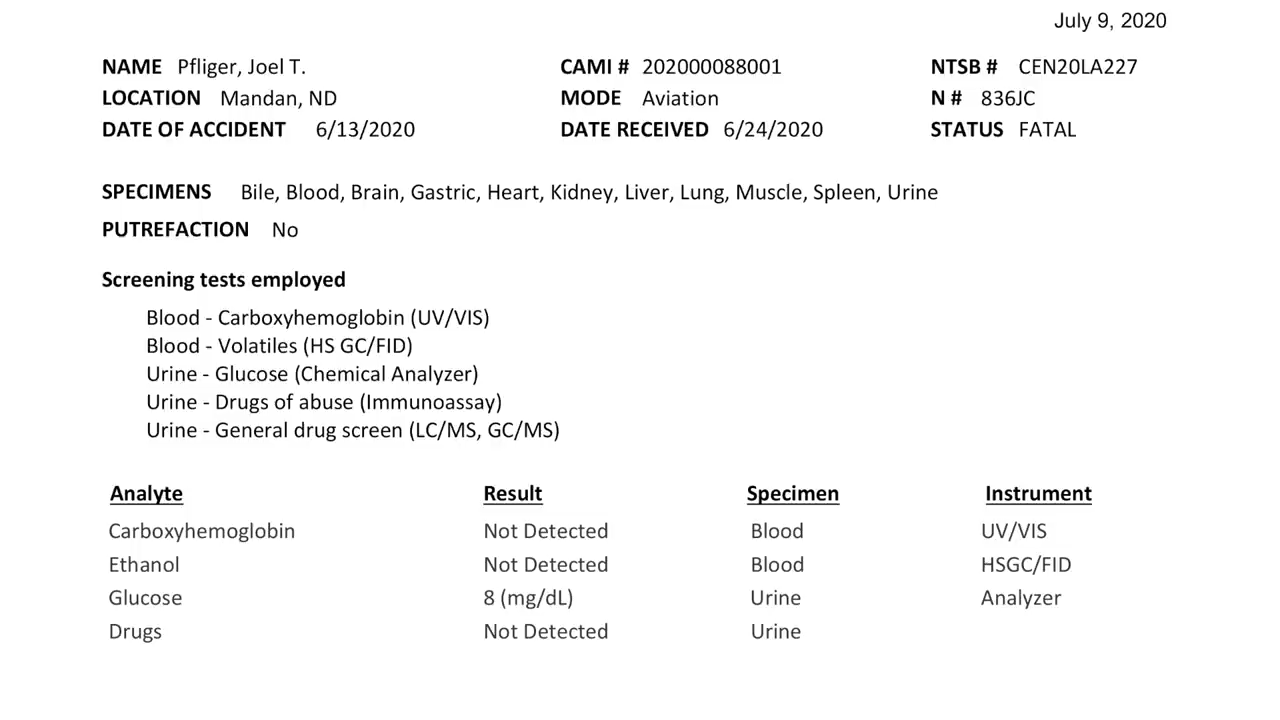 July 9, 2020
NAME Pfliger, Joel T. CAMI # 202000088001 NTSB # CEN20LA227
LOCATION Mandan, ND MODE Aviation N # 836JC
DATE OF ACCIDENT 6/13/2020 DATE RECEIVED 6/24/2020 STATUS FATAL
SPECIMENS Bile, Blood, Brain, Gastric, Heart, Kidney, Liver, Lung, Muscle, Spleen, Urine
PUTREFACTION No
Screening tests employed
Blood - Carboxyhemoglobin (UV/VIS)
Blood - Volatiles (HS GC/FID)
Urine - Glucose (Chemical Analyzer)
Urine - Drugs of abuse (Immunoassay)
Urine - General drug screen (LC/MS, GC/MS)
Analyte Result Specimen Instrument
Carboxyhemoglobin Not Detected Blood UV/VIS
Ethanol Not Detected Blood HSGC/FID
Glucose 8 (mg/dL) Urine Analyzer
Drugs Not Detected Urine